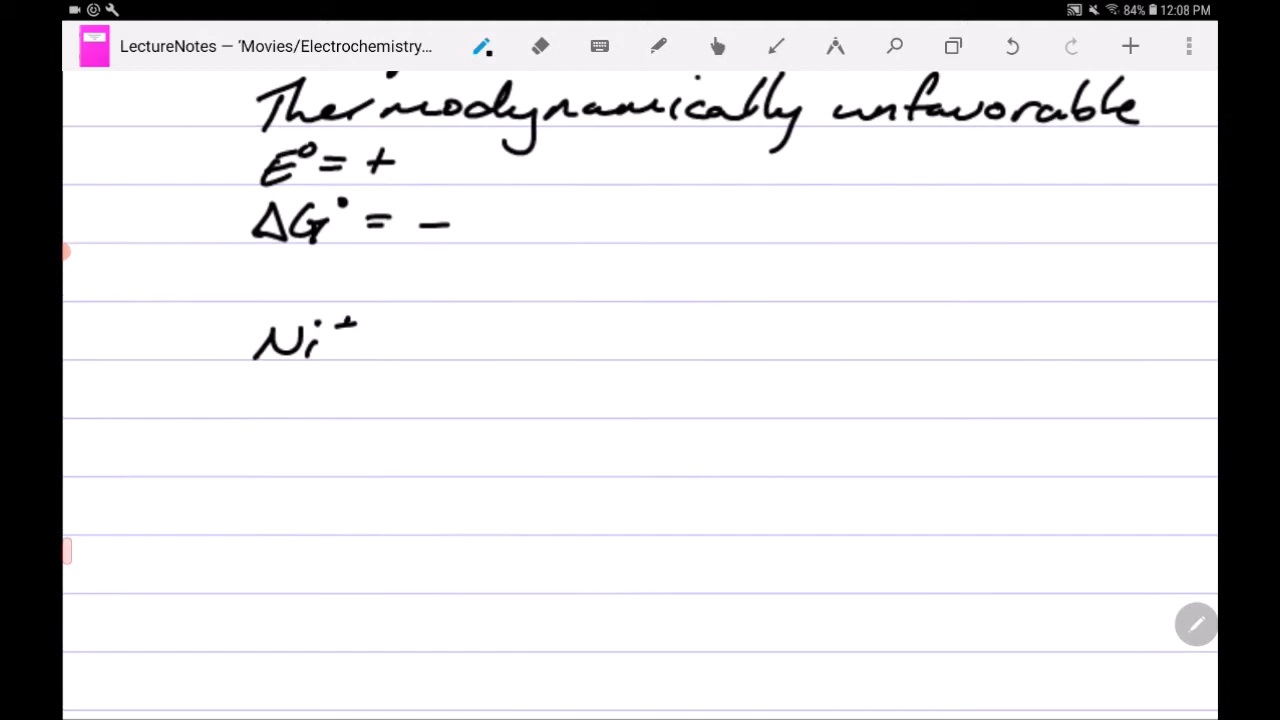 84% 12:08 PM
LectureNotes — ‘Movies/Electrochemistry...
Thermodynamically unfavorable
E° = +
ΔG° = −
Ni⁺